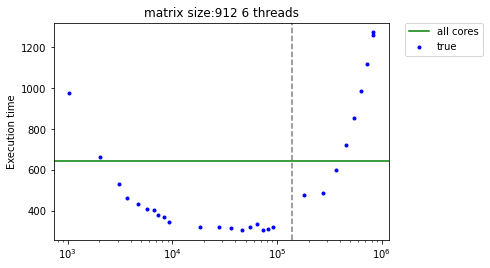 matrix size:912 6 threads
all cores
true
Execution time
1200
1000
800
600
400
10³
10⁴
10⁵
10⁶